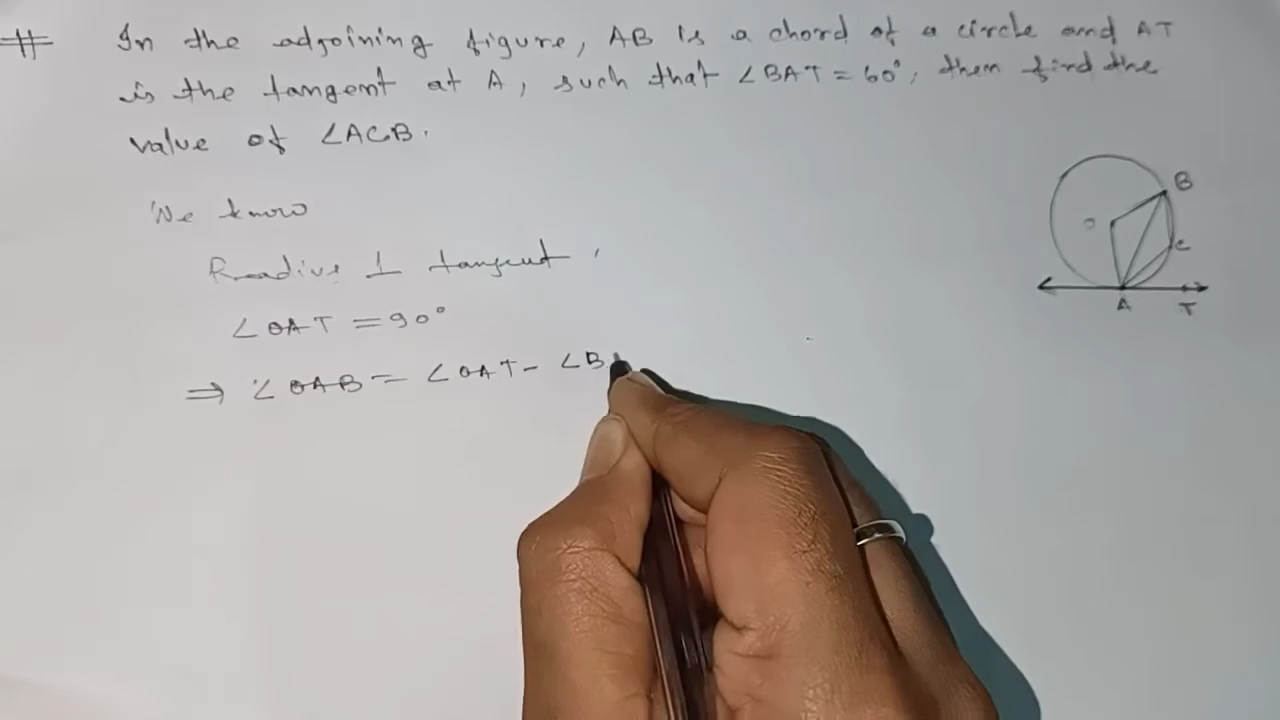 # In the adjoining figure, AB is a chord of a circle and AT
is the tangent at A, such that ∠BAT = 60°, then find the
value of ∠ACB.
We know
Readius ⊥ tangent,
∠OAT = 90°
⇒ ∠OAB = ∠OAT - ∠B
B
O
C
A
T